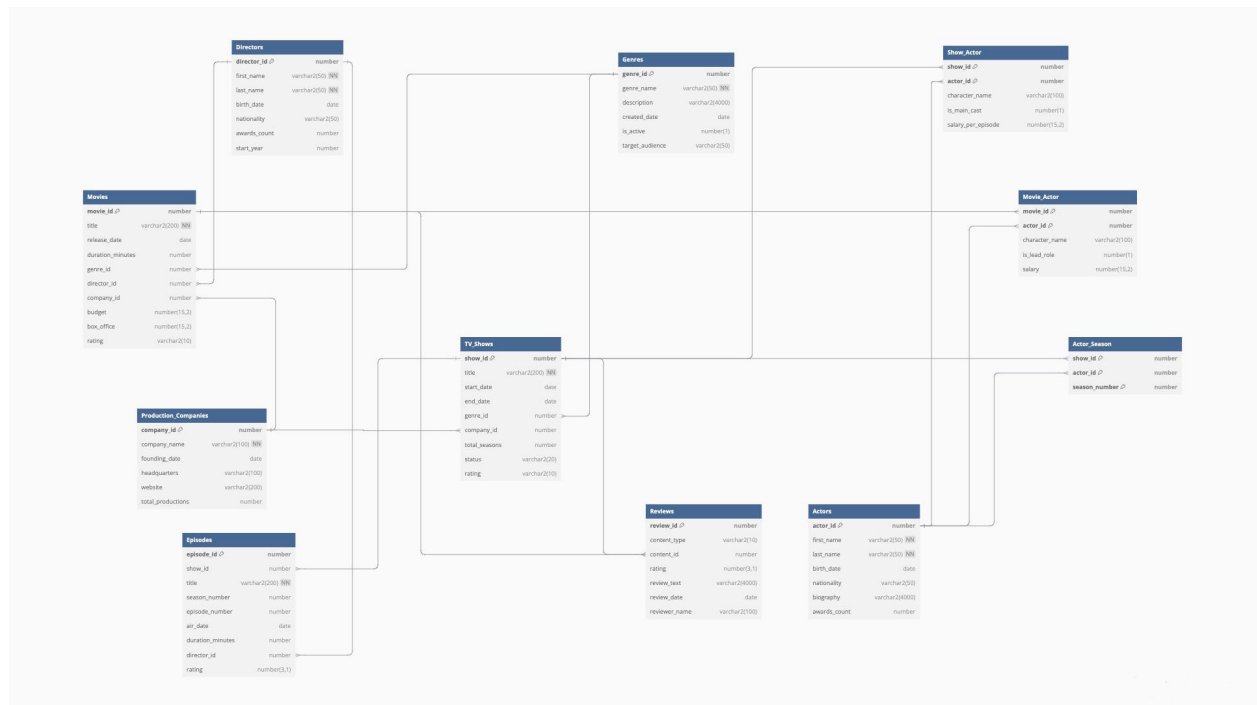 Directors
director_id number
first_name varchar2(50) NN
last_name varchar2(50) NN
birth_date date
nationality varchar2(50)
awards_count number
start_year number
Genres
genre_id number
genre_name varchar2(50) NN
description varchar2(4000)
created_date date
is_active number(1)
target_audience varchar2(50)
Show_Actor
show_id number
actor_id number
character_name varchar2(100)
is_main_cast number(1)
salary_per_episode number(15,2)
Movies
movie_id number
title varchar2(200) NN
release_date date
duration_minutes number
genre_id number
director_id number
company_id number
budget number(15,2)
box_office number(15,2)
rating varchar2(10)
Movie_Actor
movie_id number
actor_id number
character_name varchar2(100)
is_lead_role number(1)
salary number(15,2)
TV_Shows
show_id number
title varchar2(200) NN
start_date date
end_date date
genre_id number
company_id number
total_seasons number
status varchar2(20)
rating varchar2(10)
Actor_Season
show_id number
actor_id number
season_number number
Production_Companies
company_id number
company_name varchar2(100) NN
founding_date date
headquarters varchar2(100)
website varchar2(200)
total_productions number
Reviews
review_id number
content_type varchar2(10)
content_id number
rating number(3,1)
review_text varchar2(4000)
review_date date
reviewer_name varchar2(100)
Actors
actor_id number
first_name varchar2(50) NN
last_name varchar2(50) NN
birth_date date
nationality varchar2(50)
biography varchar2(4000)
awards_count number
Episodes
episode_id number
show_id number
title varchar2(200) NN
season_number number
episode_number number
air_date date
duration_minutes number
director_id number
rating number(3,1)